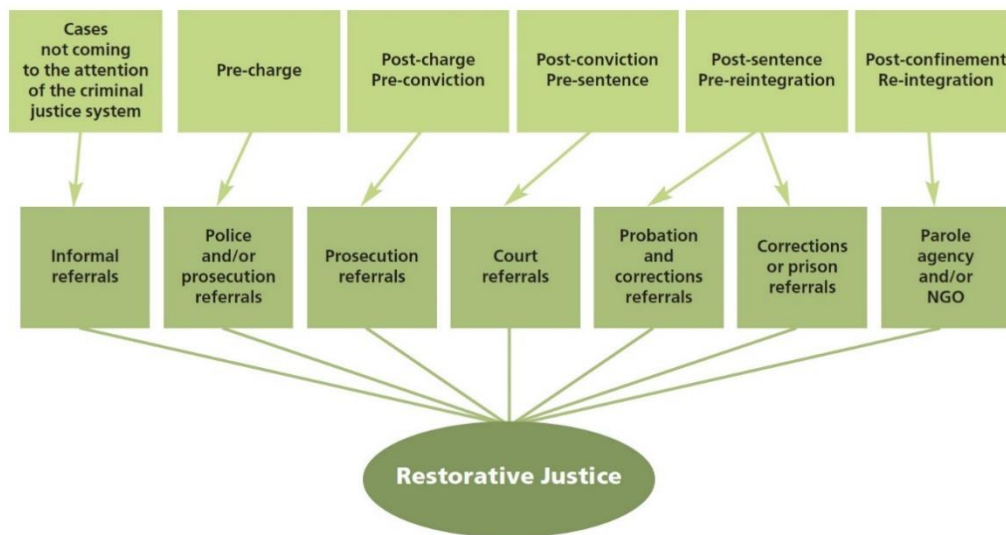 Cases
not coming
to the attention
of the criminal
justice system
Pre-charge
Post-charge
Pre-conviction
Post-conviction
Pre-sentence
Post-sentence
Pre-reintegration
Post-confinement
Re-integration
Informal
referrals
Police
and/or
prosecution
referrals
Prosecution
referrals
Court
referrals
Probation
and
corrections
referrals
Corrections
or prison
referrals
Parole
agency
and/or
NGO
Restorative Justice